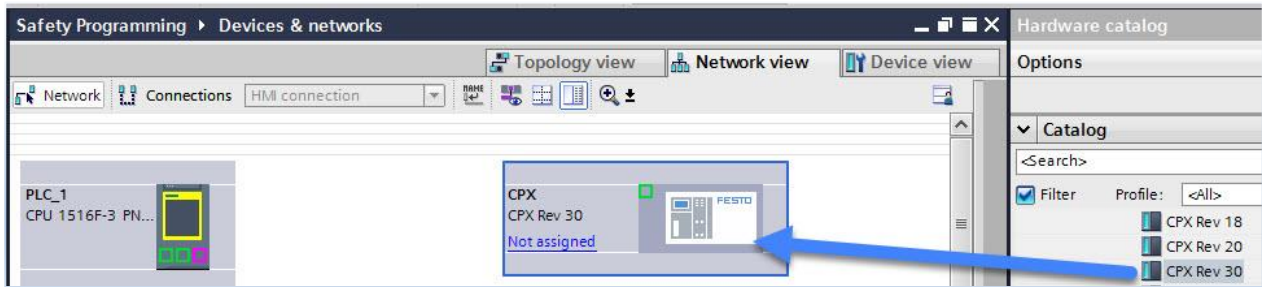 Safety Programming ▸ Devices & networks
Topology view
Network view
Device view
Network
Connections
HMI connection
NAME
PLC_1
CPU 1516F-3 PN...
CPX
CPX Rev 30
Not assigned
FESTO
Hardware catalog
Options
Catalog
<Search>
Filter
Profile:
<All>
CPX Rev 18
CPX Rev 20
CPX Rev 30